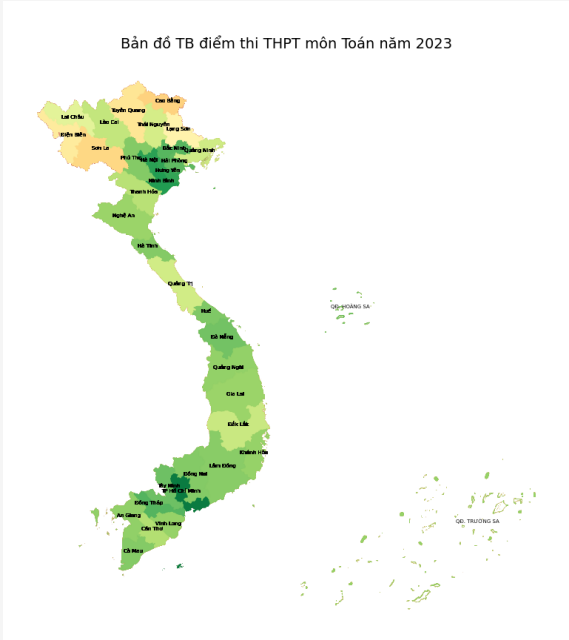 Bản đồ TB điểm thi THPT môn Toán năm 2023
Cao Bằng
Tuyên Quang
Lai Châu
Lào Cai
Thái Nguyên
Lạng Sơn
Điện Biên
Sơn La
Phú Thọ
Hà Nội
Bắc Ninh
Quảng Ninh
Hải Phòng
Hưng Yên
Ninh Bình
Thanh Hóa
Nghệ An
Hà Tĩnh
Quảng Trị
QĐ. HOÀNG SA
Huế
Đà Nẵng
Quảng Ngãi
Gia Lai
Đắk Lắk
Khánh Hòa
Lâm Đồng
Đồng Nai
Tây Ninh
TP Hồ Chí Minh
Đồng Tháp
An Giang
Vĩnh Long
Cần Thơ
QĐ. TRƯỜNG SA
Cà Mau